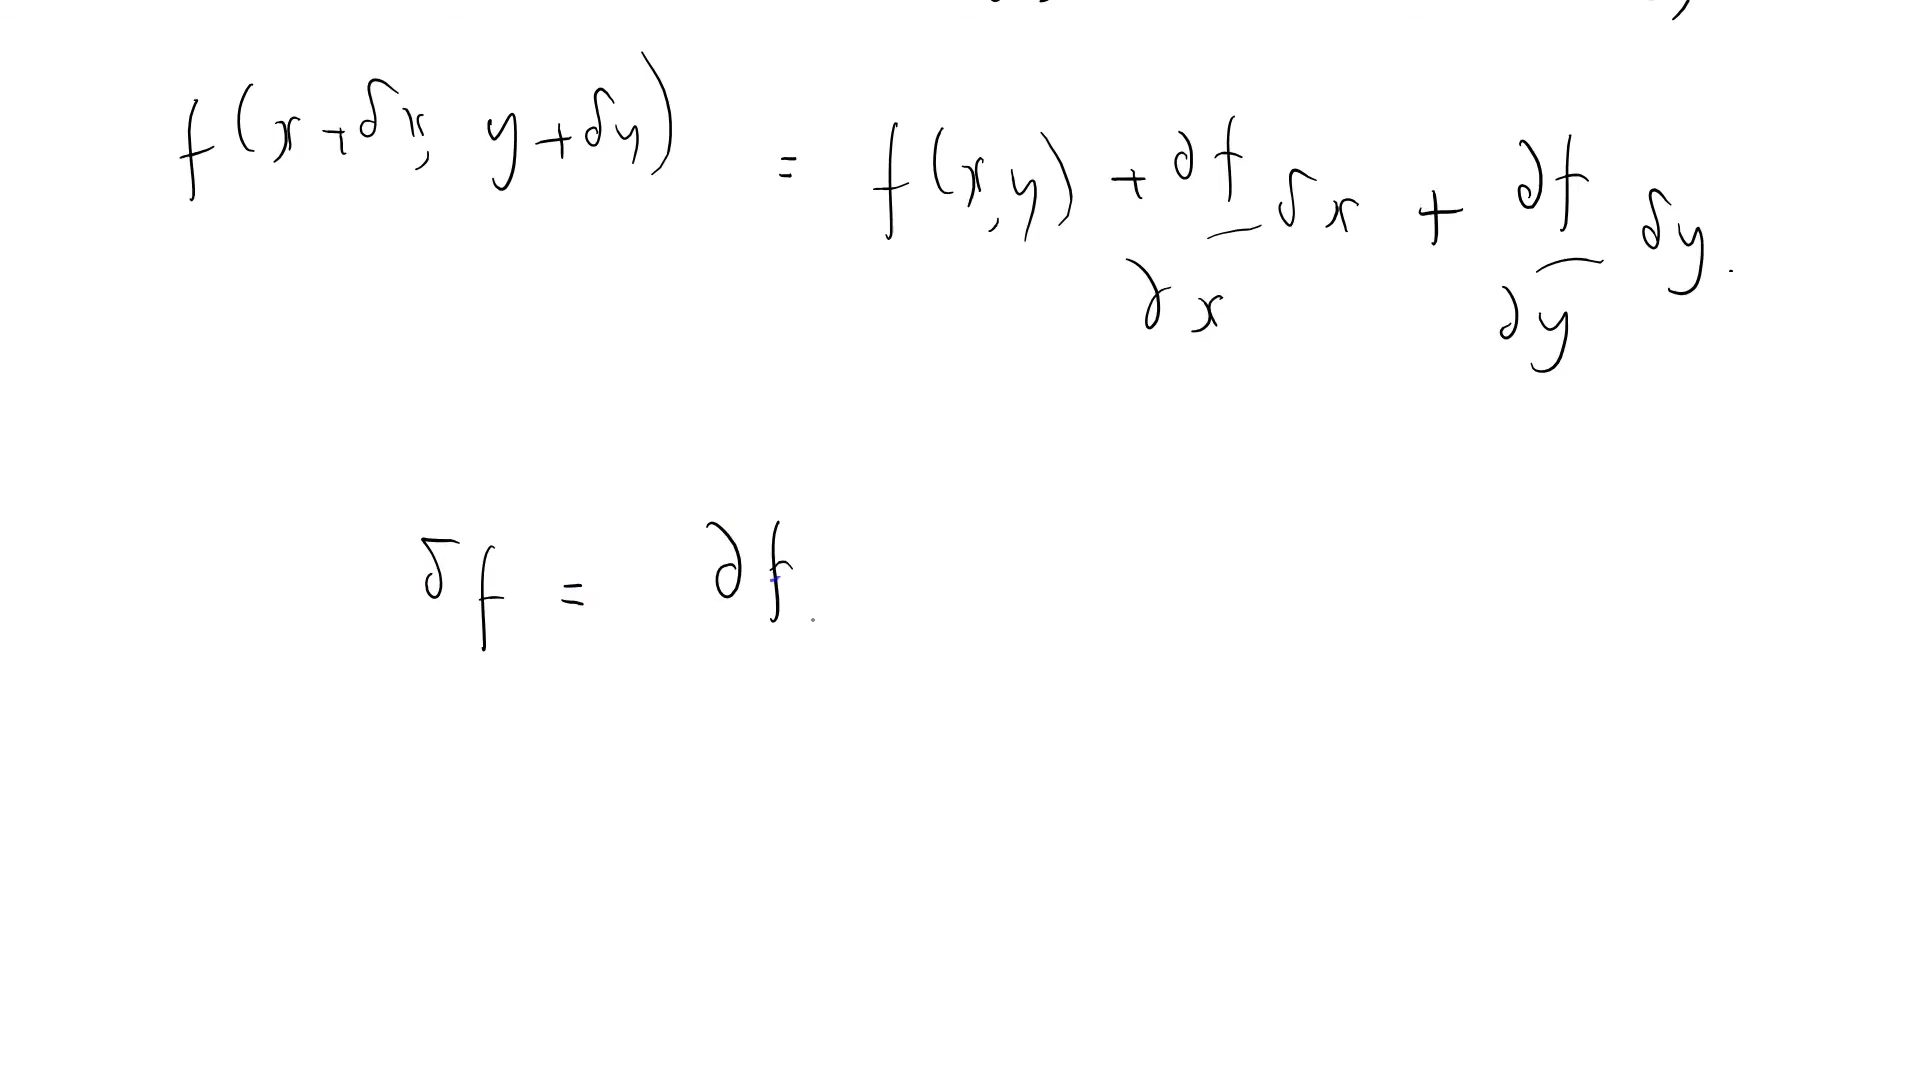 f(x+δx, y+δy) = f(x,y) + ∂f/∂x δx + ∂f/∂y δy.
δf = ∂f